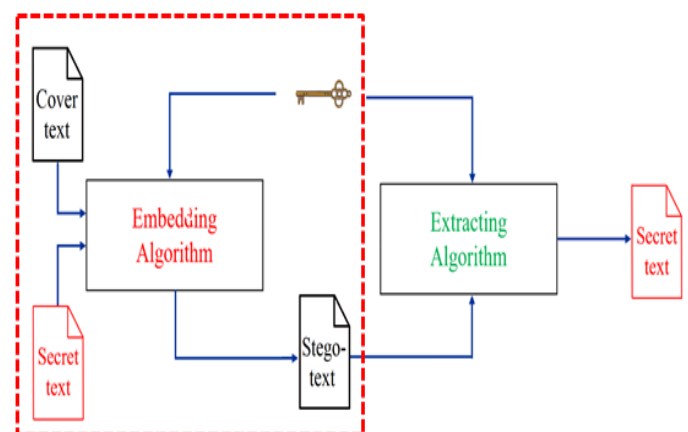 Cover
text
Embedding
Algorithm
Secret
text
Stego-
text
Extracting
Algorithm
Secret
text